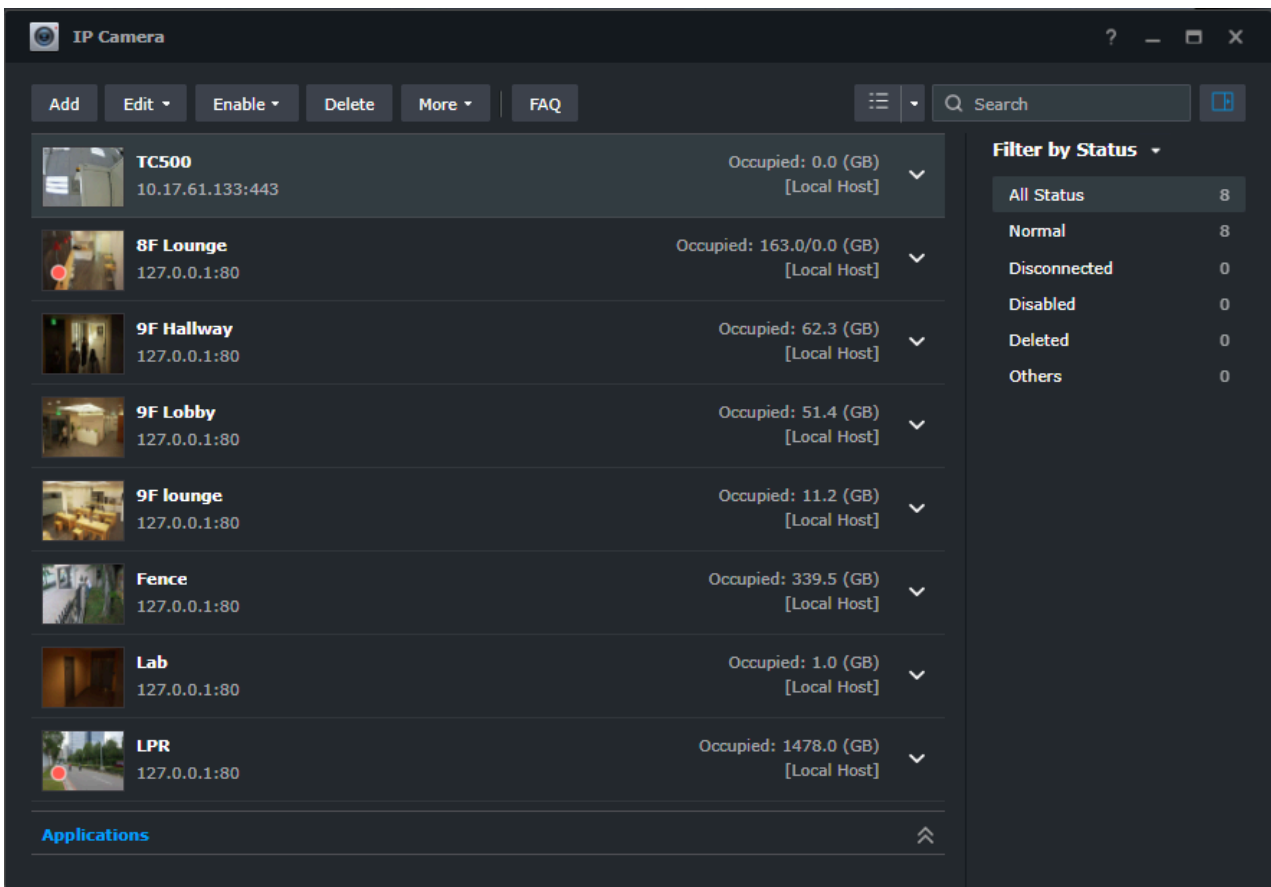 IP Camera
?
Add Edit Enable Delete More FAQ Search
TC500
10.17.61.133:443
Occupied: 0.0 (GB)
[Local Host]
8F Lounge
127.0.0.1:80
Occupied: 163.0/0.0 (GB)
[Local Host]
9F Hallway
127.0.0.1:80
Occupied: 62.3 (GB)
[Local Host]
9F Lobby
127.0.0.1:80
Occupied: 51.4 (GB)
[Local Host]
9F lounge
127.0.0.1:80
Occupied: 11.2 (GB)
[Local Host]
Fence
127.0.0.1:80
Occupied: 339.5 (GB)
[Local Host]
Lab
127.0.0.1:80
Occupied: 1.0 (GB)
[Local Host]
LPR
127.0.0.1:80
Occupied: 1478.0 (GB)
[Local Host]
Applications
Filter by Status
All Status 8
Normal 8
Disconnected 0
Disabled 0
Deleted 0
Others 0